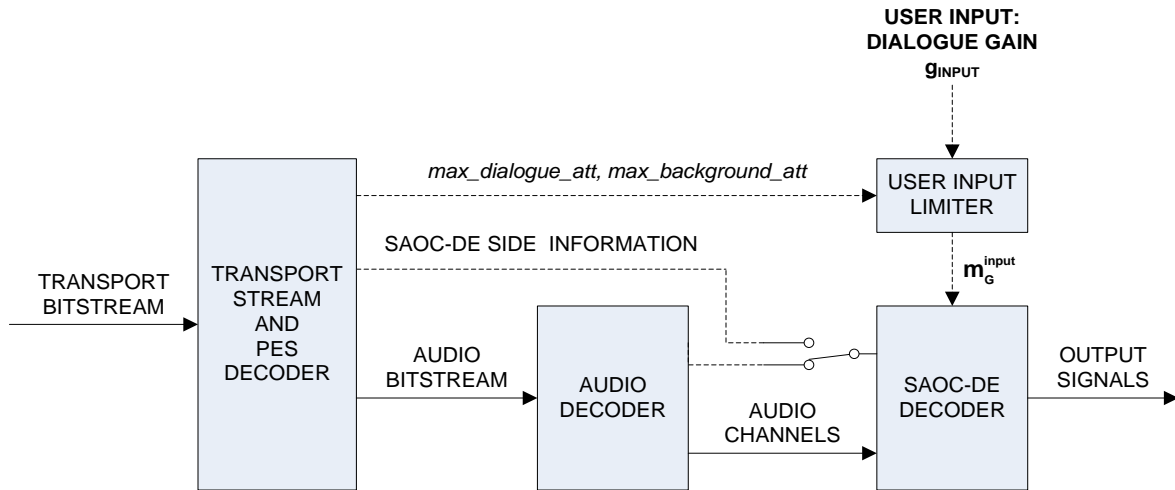 USER INPUT:
DIALOGUE GAIN
gINPUT
max_dialogue_att, max_background_att
USER INPUT
LIMITER
SAOC-DE SIDE INFORMATION
mGinput
TRANSPORT
BITSTREAM
TRANSPORT
STREAM
AND
PES
DECODER
AUDIO
BITSTREAM
AUDIO
DECODER
AUDIO
CHANNELS
SAOC-DE
DECODER
OUTPUT
SIGNALS